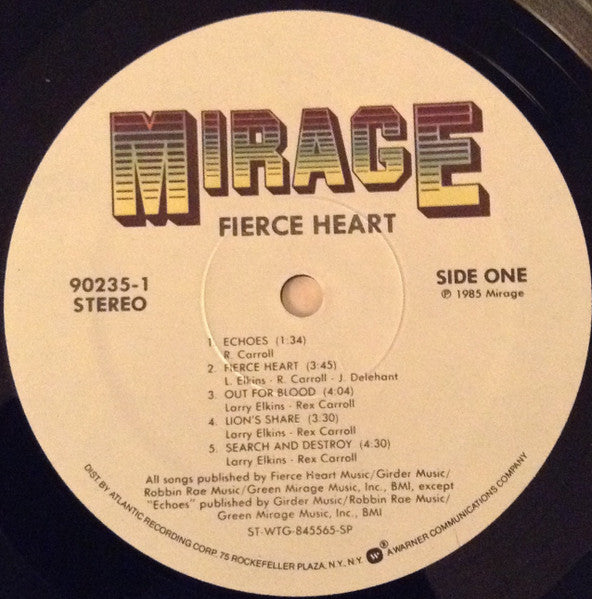 MIRAGE
FIERCE HEART
90235-1
STEREO
SIDE ONE
℗ 1985 Mirage
1. ECHOES (1:34)
R. Carroll
2. FIERCE HEART (3:45)
L. Elkins - R. Carroll - J. Delehant
3. OUT FOR BLOOD (4:04)
Larry Elkins - Rex Carroll
4. LION'S SHARE (3.30)
Larry Elkins - Rex Carroll
5. SEARCH AND DESTROY (4:30)
Larry Elkins - Rex Carroll
All songs published by Fierce Heart Music/Girder Music/
Robbin Rae Music/Green Mirage Music, Inc., BMI, except
"Echoes" published by Girder Music/Robbin Rae Music/
Green Mirage Music, Inc., BMI
ST-WTG-845565-SP
DIST BY ATLANTIC RECORDING CORP. 75 ROCKEFELLER PLAZA, N.Y., N.Y. W ® A WARNER COMMUNICATIONS COMPANY